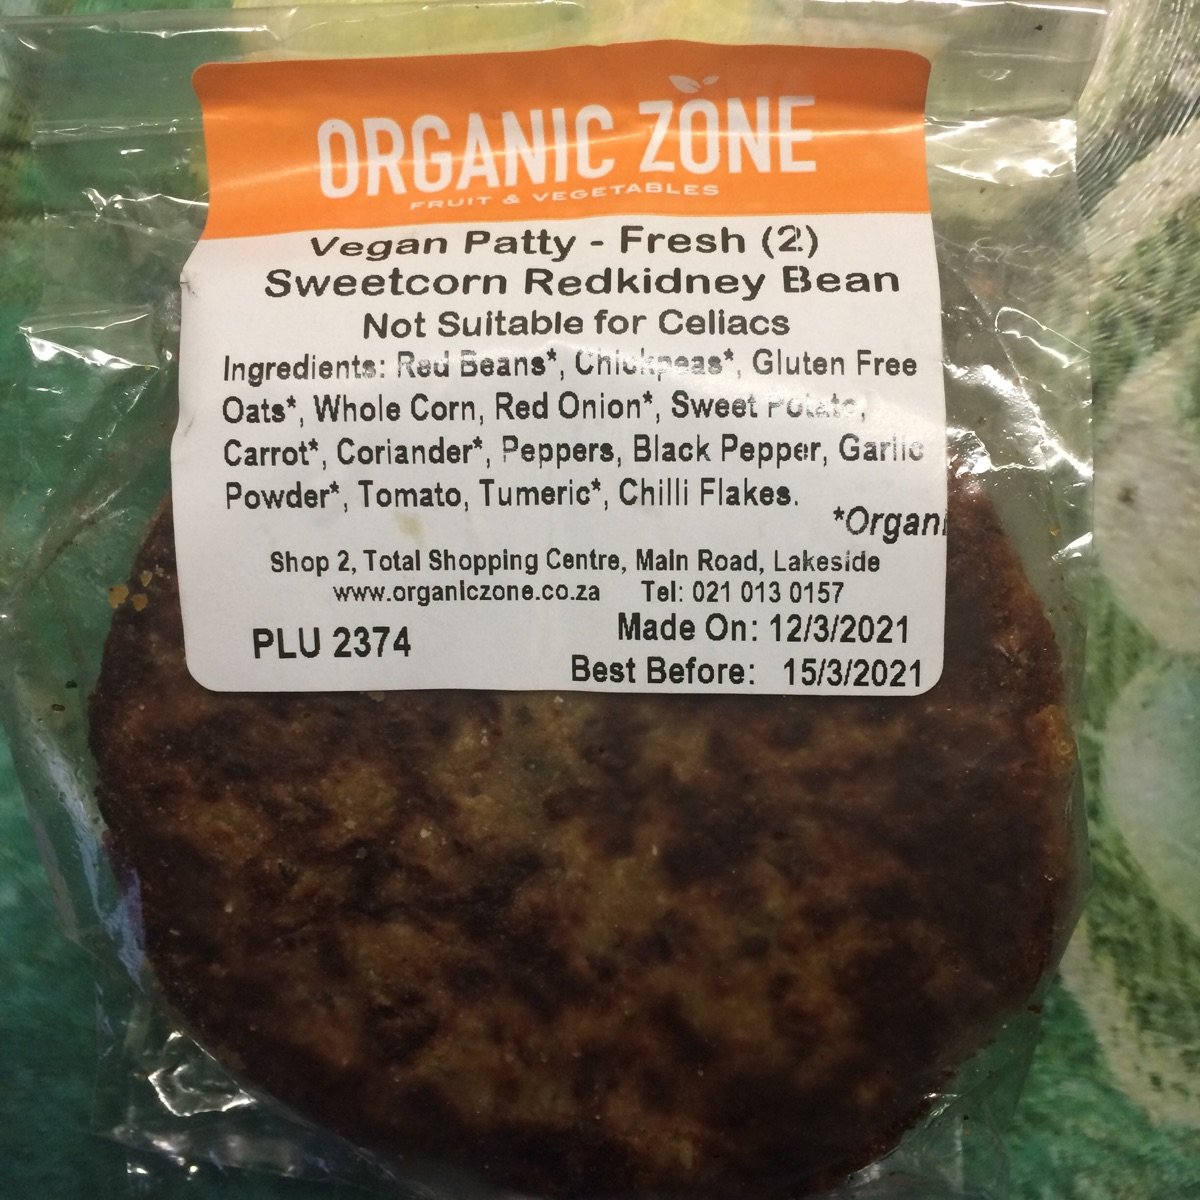 ORGANIC ZONE
FRUIT & VEGETABLES
Vegan Patty - Fresh (2)
Sweetcorn Redkidney Bean
Not Suitable for Celiacs
Ingredients: Red Beans*, Chickpeas*, Gluten Free
Oats*, Whole Corn, Red Onion*, Sweet Potato,
Carrot*, Coriander*, Peppers, Black Pepper, Garlic
Powder*, Tomato, Tumeric*, Chilli Flakes.
*Organi
Shop 2, Total Shopping Centre, Main Road, Lakeside
www.organiczone.co.za Tel: 021 013 0157
PLU 2374 Made On: 12/3/2021
Best Before: 15/3/2021